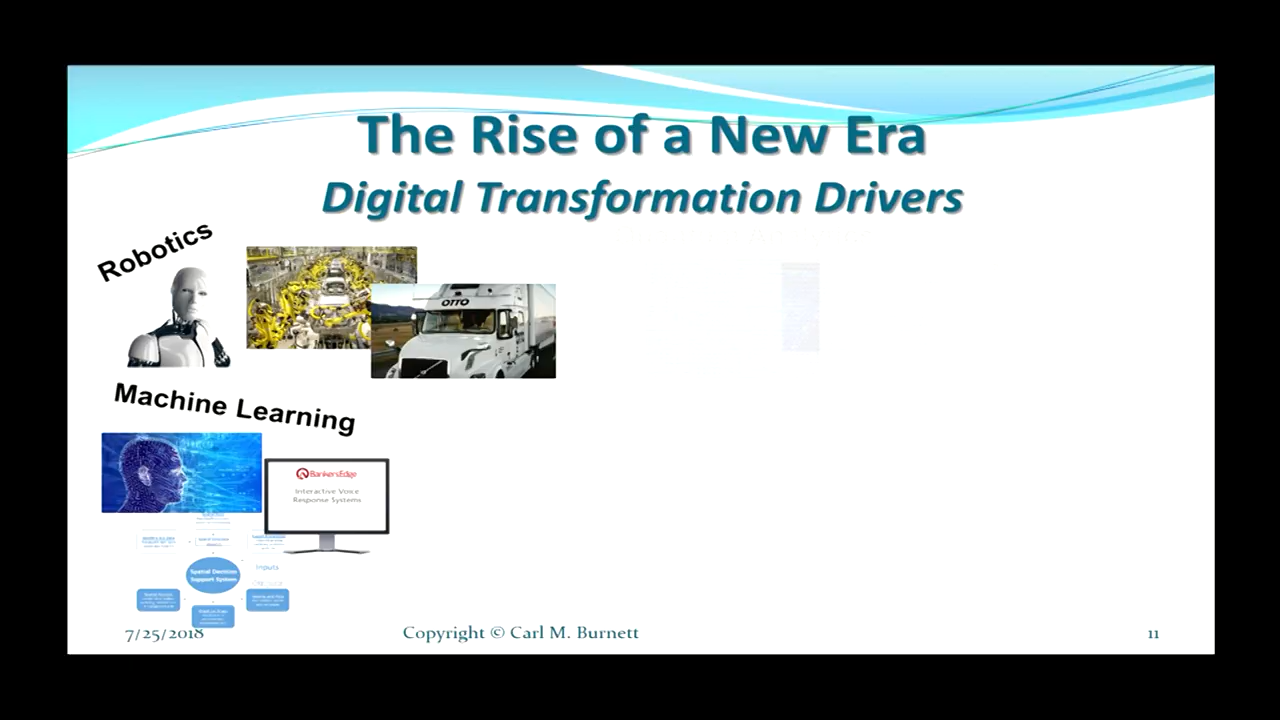 The Rise of a New Era
Digital Transformation Drivers
Robotics
OTTO
Machine Learning
BankersEdge
Interactive Voice
Response Systems
Inputs
Spatial Decision
Support System
7/25/2018
Copyright © Carl M. Burnett
11